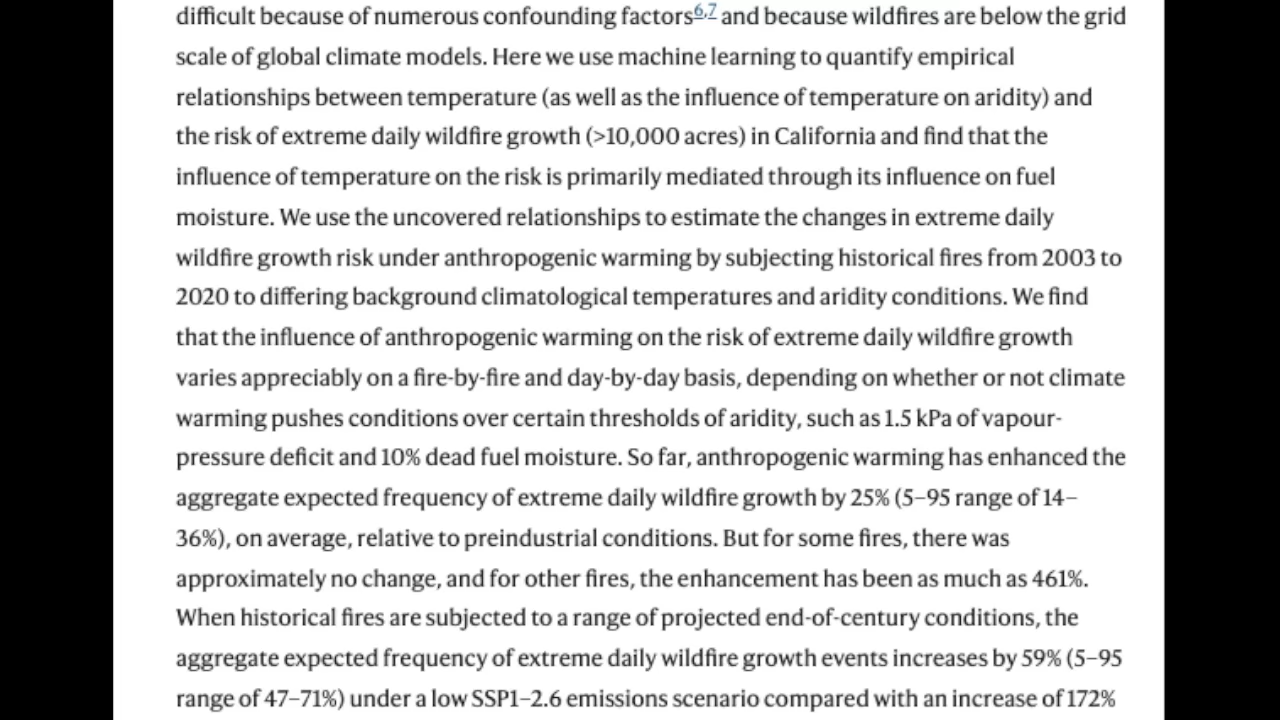 difficult because of numerous confounding factors6,7 and because wildfires are below the grid
scale of global climate models. Here we use machine learning to quantify empirical
relationships between temperature (as well as the influence of temperature on aridity) and
the risk of extreme daily wildfire growth (>10,000 acres) in California and find that the
influence of temperature on the risk is primarily mediated through its influence on fuel
moisture. We use the uncovered relationships to estimate the changes in extreme daily
wildfire growth risk under anthropogenic warming by subjecting historical fires from 2003 to
2020 to differing background climatological temperatures and aridity conditions. We find
that the influence of anthropogenic warming on the risk of extreme daily wildfire growth
varies appreciably on a fire-by-fire and day-by-day basis, depending on whether or not climate
warming pushes conditions over certain thresholds of aridity, such as 1.5 kPa of vapour-
pressure deficit and 10% dead fuel moisture. So far, anthropogenic warming has enhanced the
aggregate expected frequency of extreme daily wildfire growth by 25% (5–95 range of 14–
36%), on average, relative to preindustrial conditions. But for some fires, there was
approximately no change, and for other fires, the enhancement has been as much as 461%.
When historical fires are subjected to a range of projected end-of-century conditions, the
aggregate expected frequency of extreme daily wildfire growth events increases by 59% (5–95
range of 47–71%) under a low SSP1–2.6 emissions scenario compared with an increase of 172%